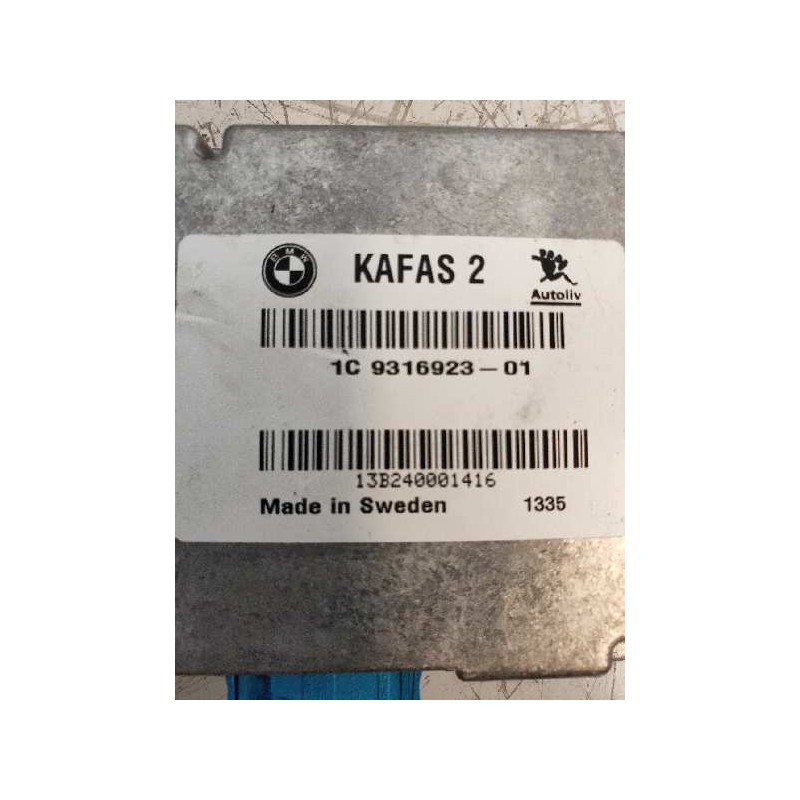 BMW
KAFAS 2
Autoliv
1C 9316923-01
13B240001416
Made in Sweden 1335